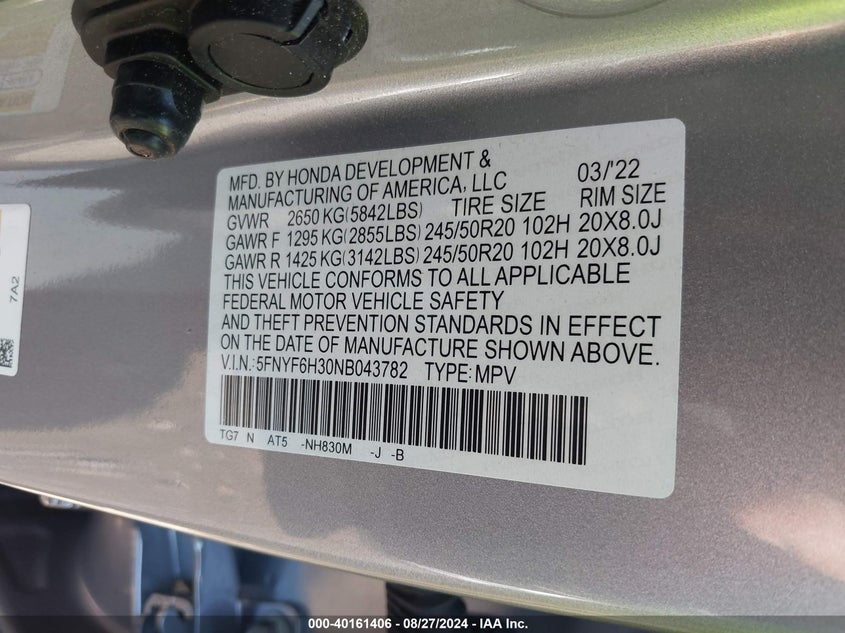 MFD. BY HONDA DEVELOPMENT & 03/'22
MANUFACTURING OF AMERICA, LLC
GVWR 2650 KG(5842LBS) TIRE SIZE RIM SIZE
GAWR F 1295 KG(2855LBS) 245/50R20 102H 20X8.0J
GAWR R 1425 KG(3142LBS) 245/50R20 102H 20X8.0J
THIS VEHICLE CONFORMS TO ALL APPLICABLE
FEDERAL MOTOR VEHICLE SAFETY
AND THEFT PREVENTION STANDARDS IN EFFECT
ON THE DATE OF MANUFACTURE SHOWN ABOVE.
V.I.N.:5FNYF6H30NB043782 TYPE:MPV
TG7 N AT5 -NH830M -J -B
7A2
000-40161406 - 08/27/2024 - IAA Inc.